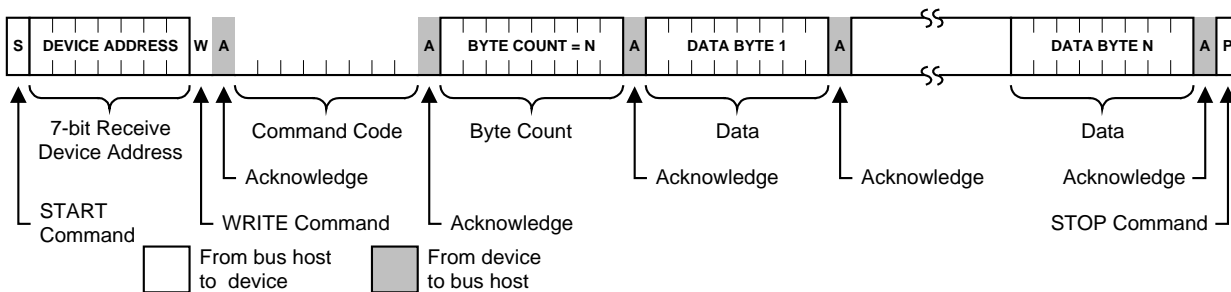 S DEVICE ADDRESS W A A BYTE COUNT = N A DATA BYTE 1 A DATA BYTE N A P
7-bit Receive
Device Address
Command Code
Byte Count
Data
Data
Acknowledge
Acknowledge
Acknowledge
Acknowledge
START
Command
WRITE Command
Acknowledge
STOP Command
From bus host
to device
From device
to bus host